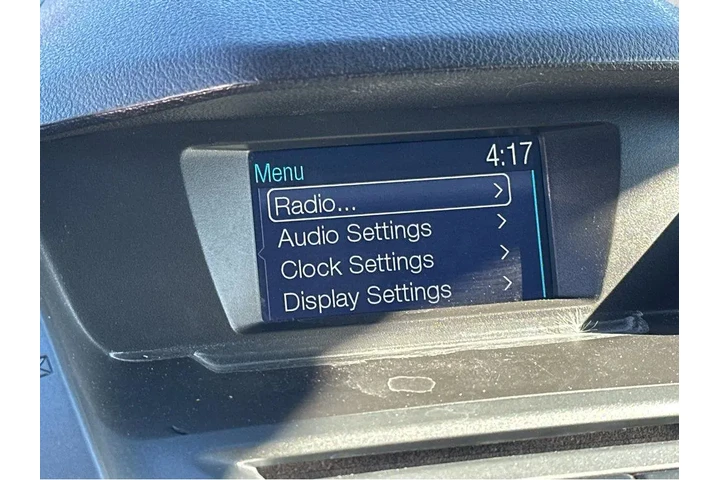 4:17
Menu
Radio...
Audio Settings
Clock Settings
Display Settings